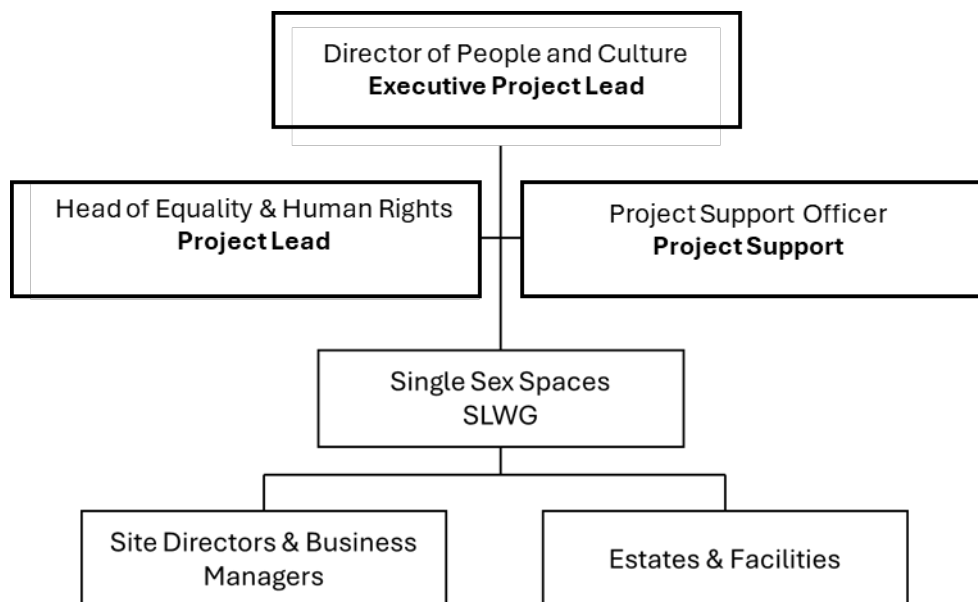 Director of People and Culture
Executive Project Lead
Head of Equality & Human Rights
Project Lead
Project Support Officer
Project Support
Single Sex Spaces
SLWG
Site Directors & Business
Managers
Estates & Facilities